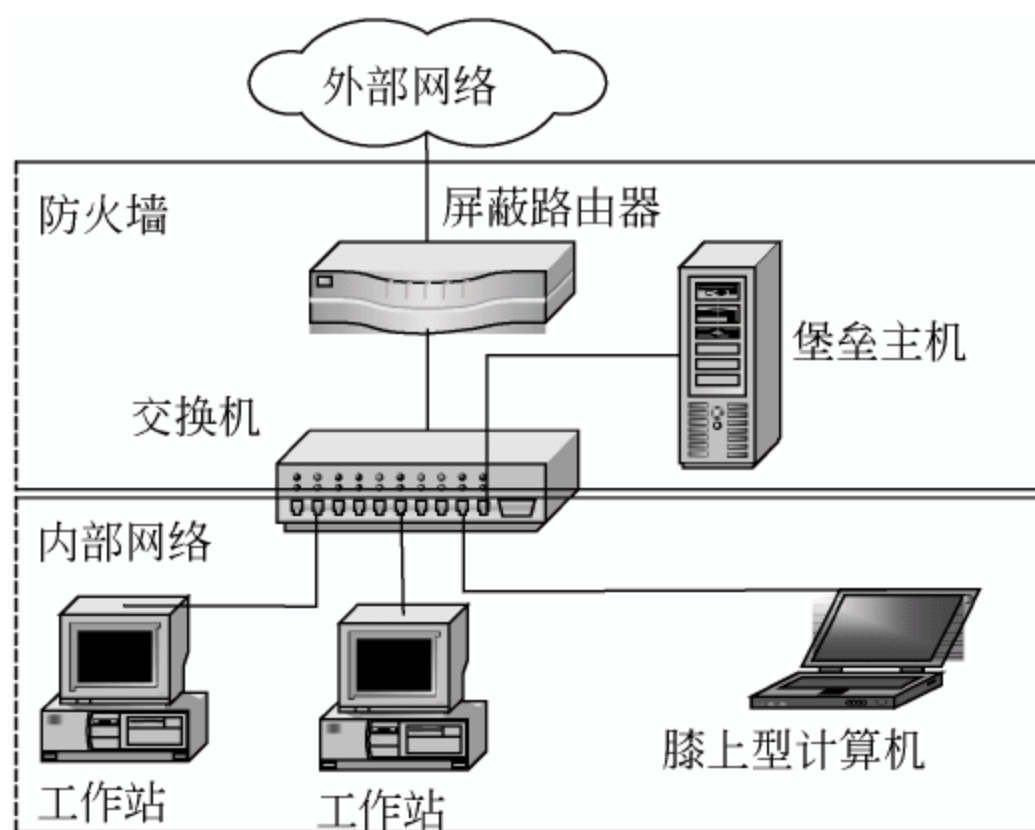 外部网络
防火墙
屏蔽路由器
堡垒主机
交换机
内部网络
膝上型计算机
工作站
工作站